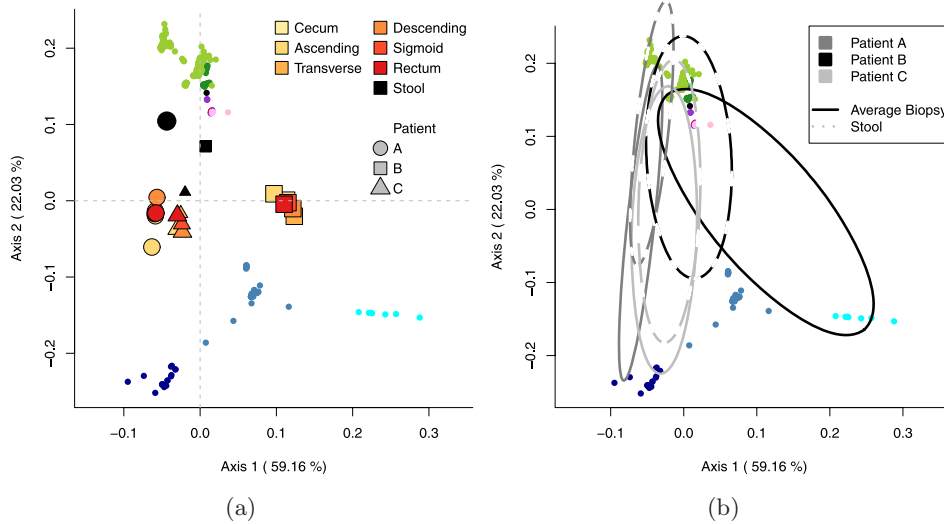 Cecum
Ascending
Transverse
Descending
Sigmoid
Rectum
Stool
Patient
A
B
C
Axis 2 ( 22.03 %)
0.2
0.1
0.0
−0.1
−0.2
−0.1
0.0
0.1
0.2
0.3
Axis 1 ( 59.16 %)
(a)
Patient A
Patient B
Patient C
Average Biopsy
Stool
Axis 2 ( 22.03 %)
0.2
0.1
0.0
−0.1
−0.2
−0.1
0.0
0.1
0.2
0.3
Axis 1 ( 59.16 %)
(b)